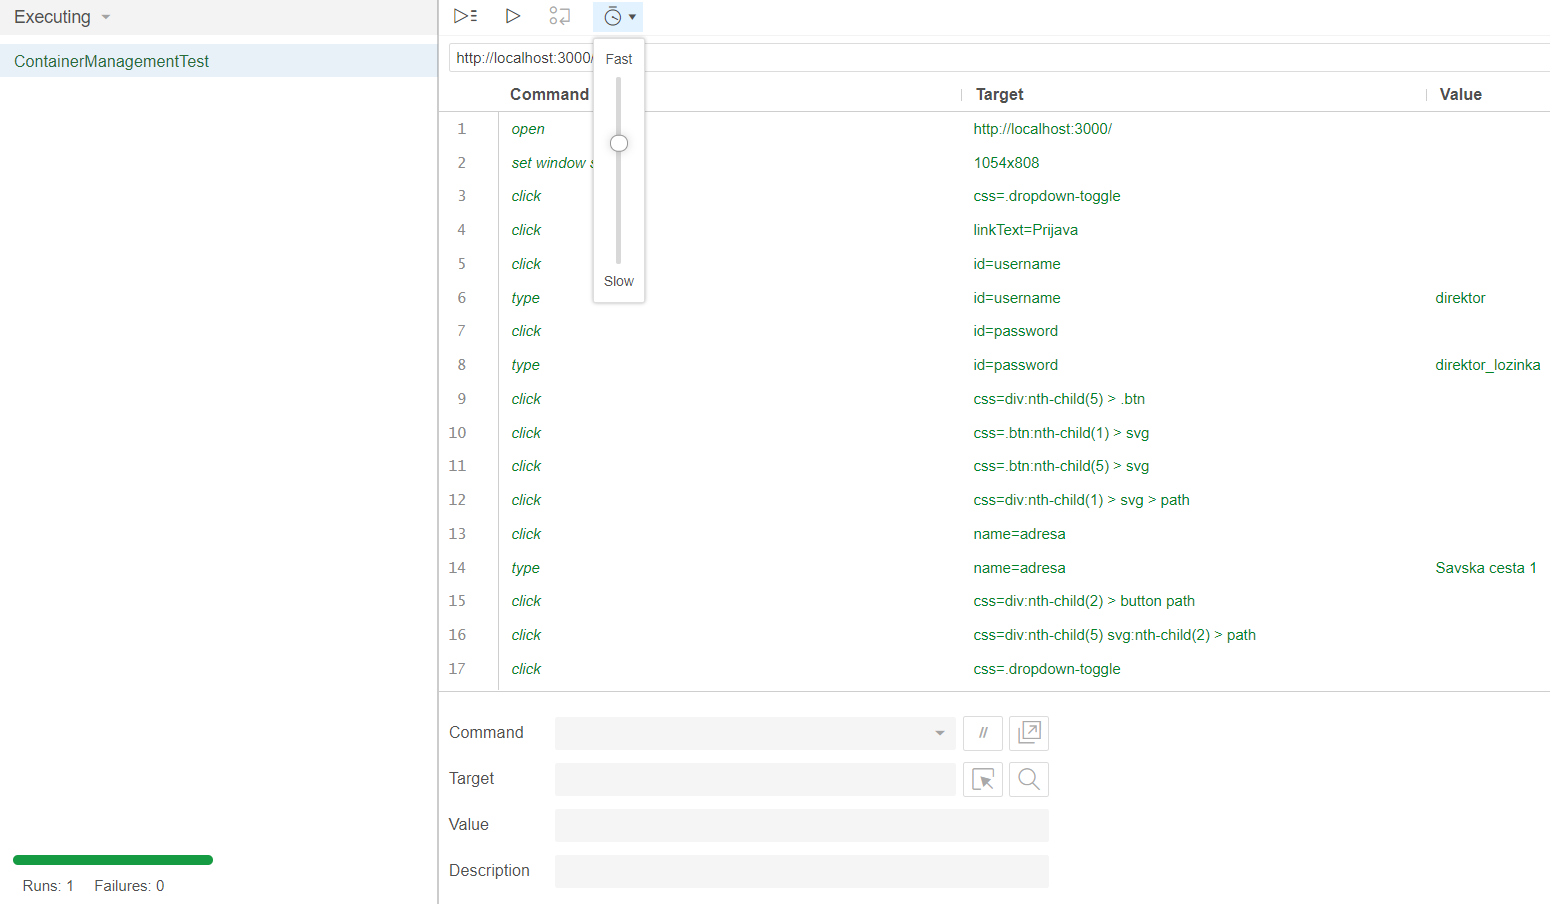 Executing
ContainerManagementTest
http://localhost:3000/
Fast
Slow
Command Target Value
1 open http://localhost:3000/
2 set window s 1054x808
3 click css=.dropdown-toggle
4 click linkText=Prijava
5 click id=username
6 type id=username direktor
7 click id=password
8 type id=password direktor_lozinka
9 click css=div:nth-child(5) > .btn
10 click css=.btn:nth-child(1) > svg
11 click css=.btn:nth-child(5) > svg
12 click css=div:nth-child(1) > svg > path
13 click name=adresa
14 type name=adresa Savska cesta 1
15 click css=div:nth-child(2) > button path
16 click css=div:nth-child(5) svg:nth-child(2) > path
17 click css=.dropdown-toggle
Command //
Target
Value
Description
Runs: 1 Failures: 0